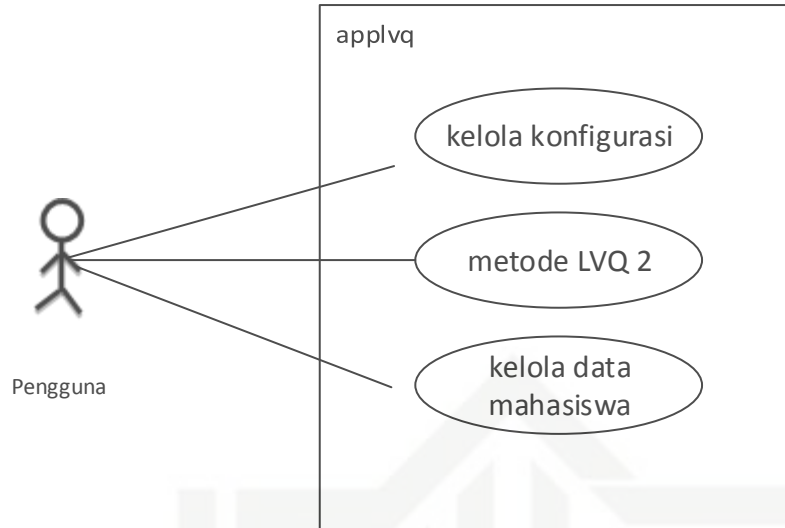 applvq
kelola konfigurasi
metode LVQ 2
kelola data
mahasiswa
Pengguna